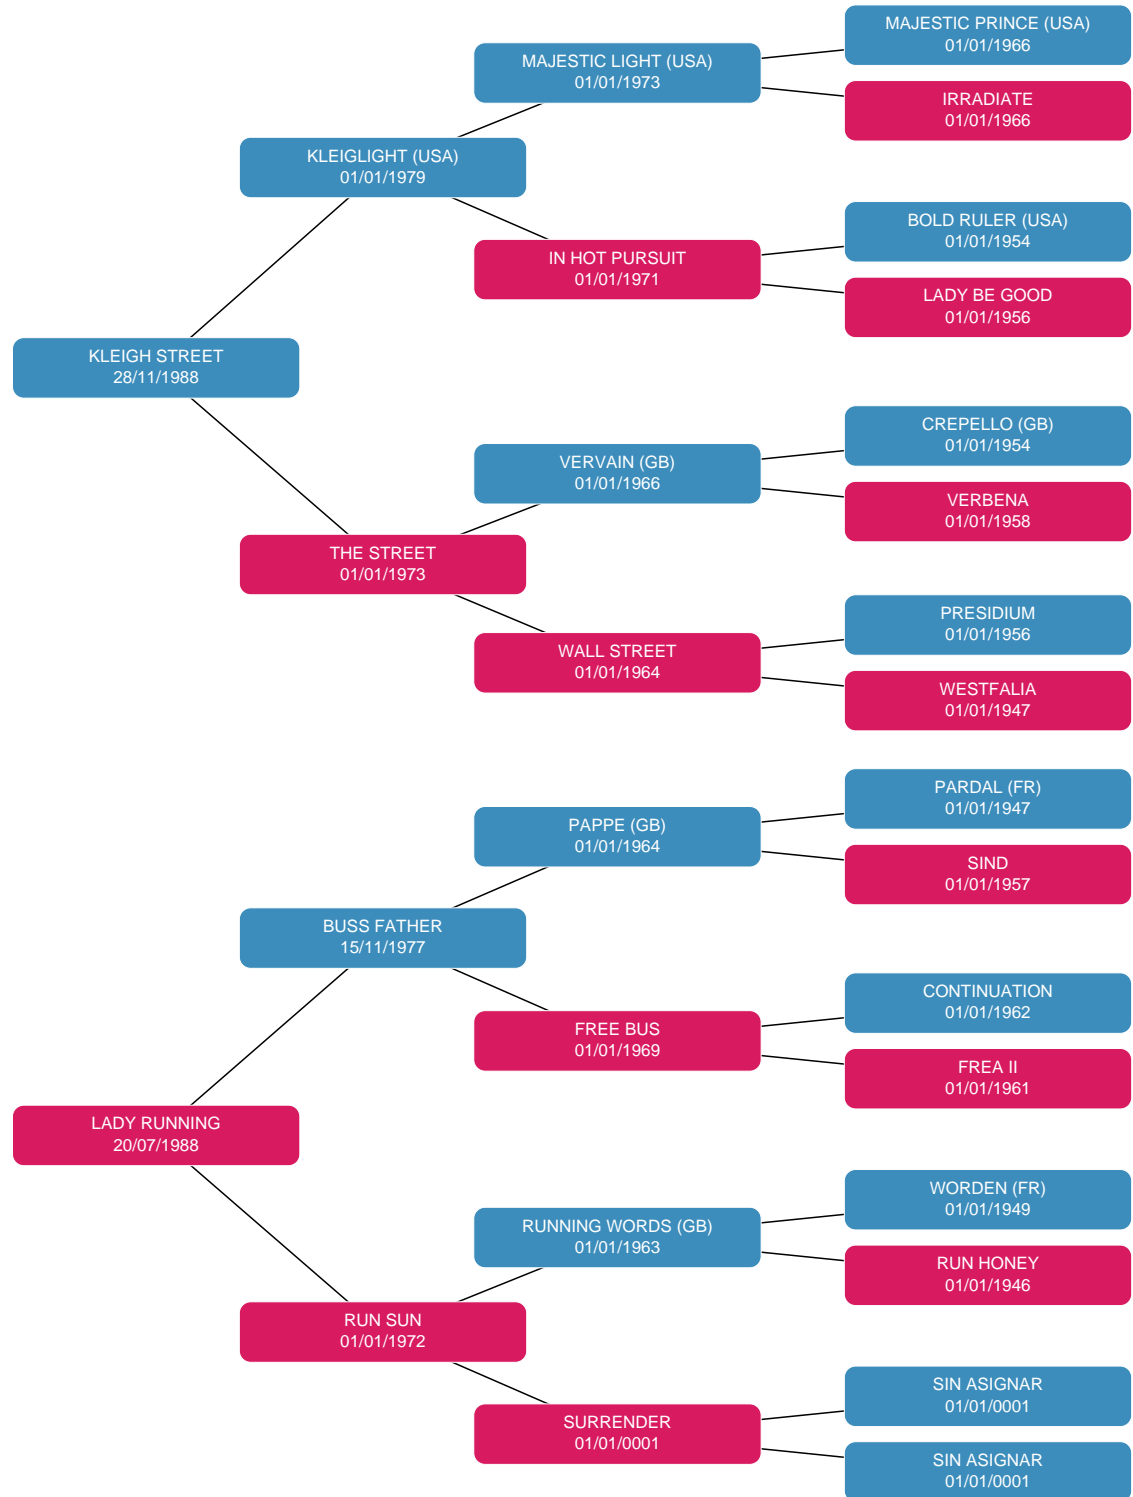 MAJESTIC PRINCE (USA)
01/01/1966
MAJESTIC LIGHT (USA)
01/01/1973
IRRADIATE
01/01/1966
KLEIGLIGHT (USA)
01/01/1979
BOLD RULER (USA)
01/01/1954
IN HOT PURSUIT
01/01/1971
LADY BE GOOD
01/01/1956
KLEIGH STREET
28/11/1988
CREPELLO (GB)
01/01/1954
VERVAIN (GB)
01/01/1966
VERBENA
01/01/1958
THE STREET
01/01/1973
PRESIDIUM
01/01/1956
WALL STREET
01/01/1964
WESTFALIA
01/01/1947
PARDAL (FR)
01/01/1947
PAPPE (GB)
01/01/1964
SIND
01/01/1957
BUSS FATHER
15/11/1977
CONTINUATION
01/01/1962
FREE BUS
01/01/1969
FREA II
01/01/1961
LADY RUNNING
20/07/1988
WORDEN (FR)
01/01/1949
RUNNING WORDS (GB)
01/01/1963
RUN HONEY
01/01/1946
RUN SUN
01/01/1972
SIN ASIGNAR
01/01/0001
SURRENDER
01/01/0001
SIN ASIGNAR
01/01/0001